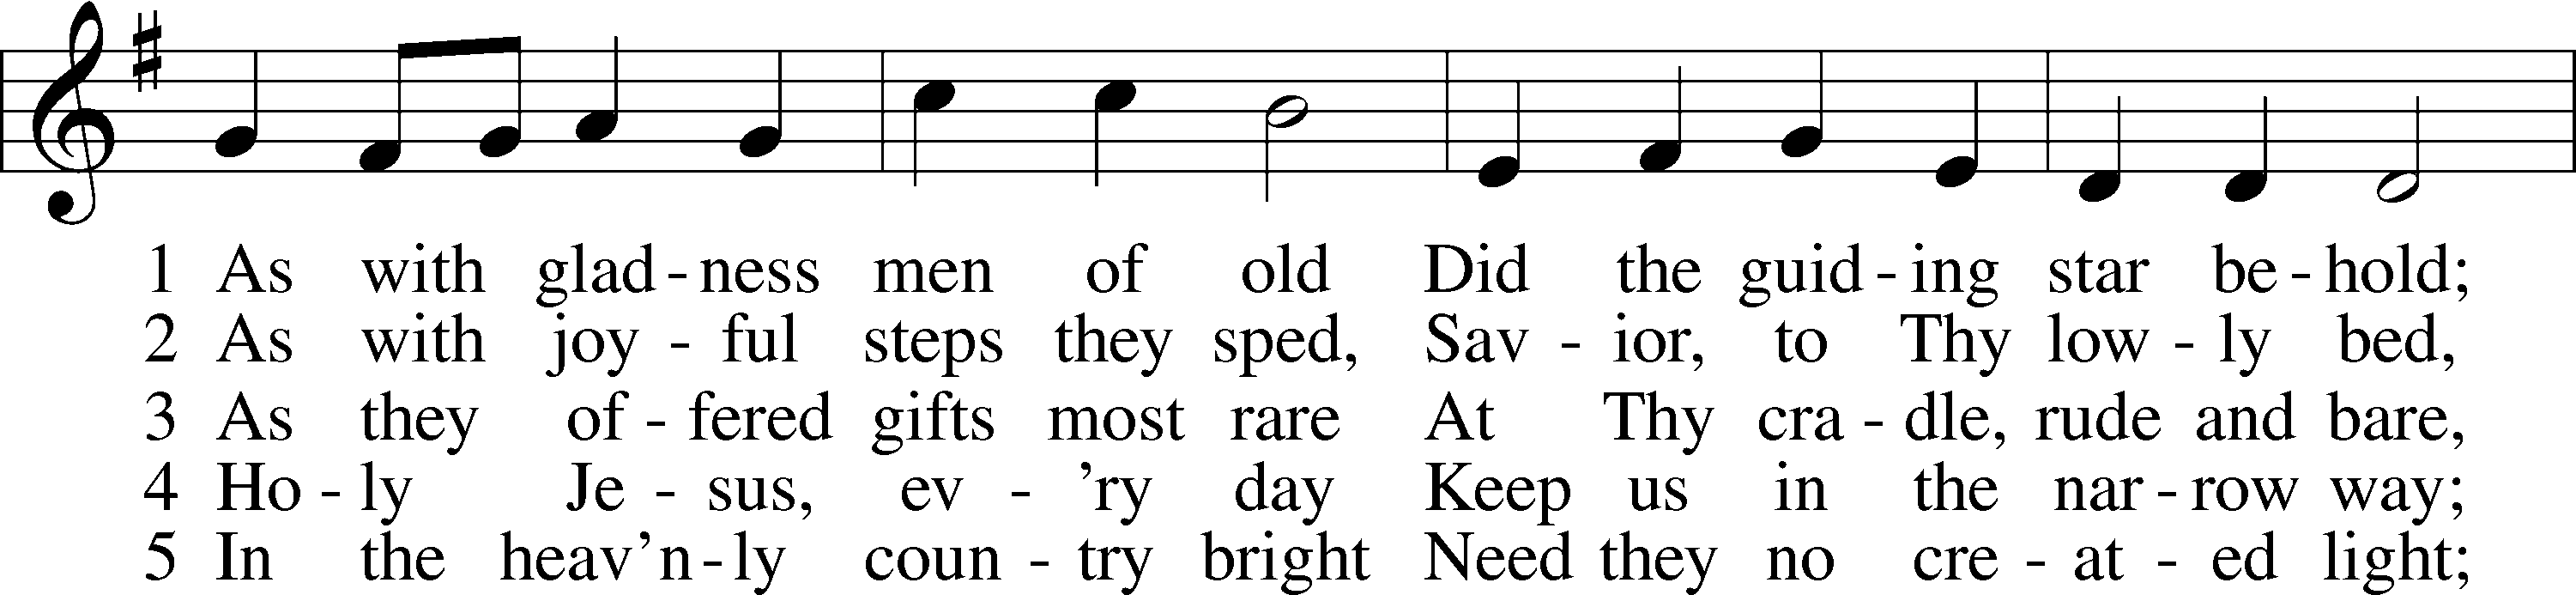 1 As with glad - ness men of old Did the guid - ing star be - hold;
2 As with joy - ful steps they sped, Sav - ior, to Thy low - ly bed,
3 As they of - fered gifts most rare At Thy cra - dle, rude and bare,
4 Ho - ly Je - sus, ev - 'ry day Keep us in the nar - row way;
5 In the heav'n - ly coun - try bright Need they no cre - at - ed light;